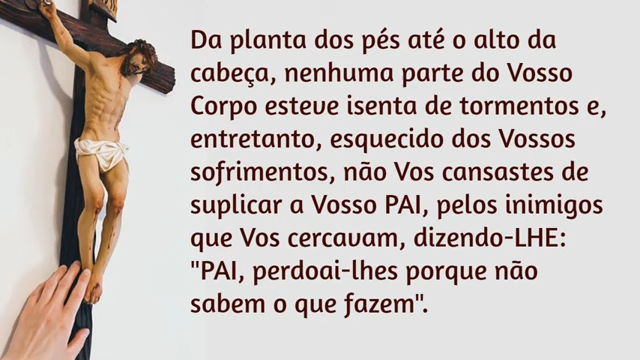 Da planta dos pés até o alto da
cabeça, nenhuma parte do Vosso
Corpo esteve isenta de tormentos e,
entretanto, esquecido dos Vossos
sofrimentos, não Vos cansastes de
suplicar a Vosso PAI, pelos inimigos
que Vos cercavam, dizendo-LHE:
"PAI, perdoai-lhes porque não
sabem o que fazem".